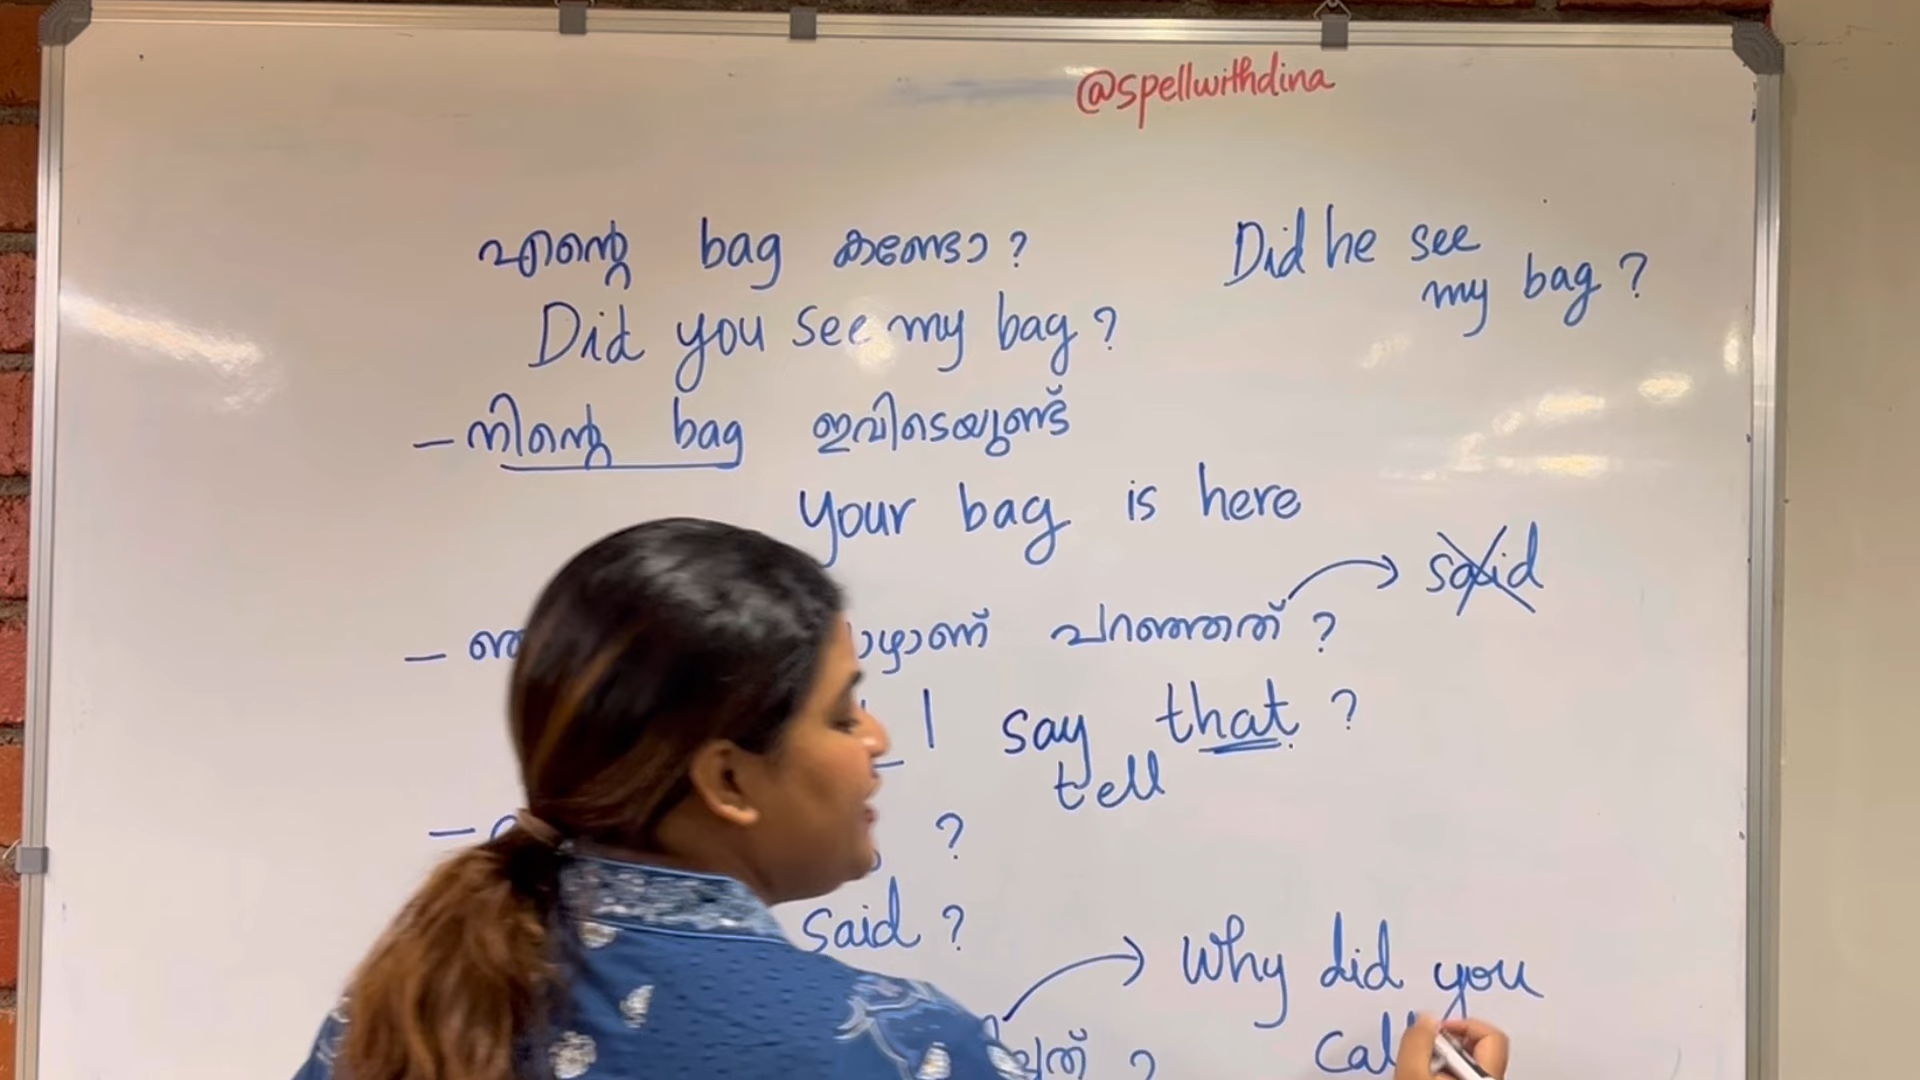 @spellwithdina
എന്റെ bag കണ്ടോ?
Did you see my bag?
Did he see
my bag?
– നിന്റെ bag ഇവിടെയുണ്ട്
Your bag is here
said
– പറഞ്ഞത്?
I say that?
tell
– ?
said?
Why did you
?